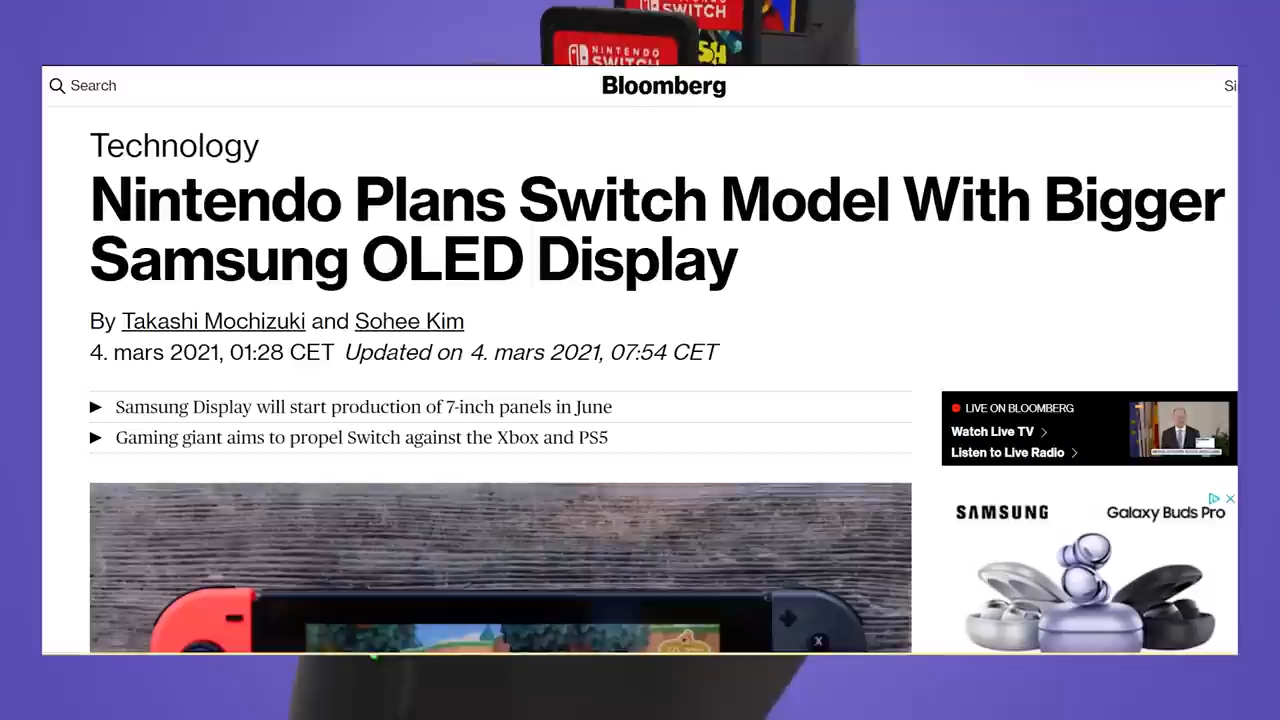 SWITCH
NINTENDO
SWITCH
SH
Search
Bloomberg
Si
Technology
Nintendo Plans Switch Model With Bigger
Samsung OLED Display
By Takashi Mochizuki and Sohee Kim
4. mars 2021, 01:28 CET Updated on 4. mars 2021, 07:54 CET
Samsung Display will start production of 7-inch panels in June
Gaming giant aims to propel Switch against the Xbox and PS5
LIVE ON BLOOMBERG
Watch Live TV
Listen to Live Radio
SAMSUNG
Galaxy Buds Pro
X